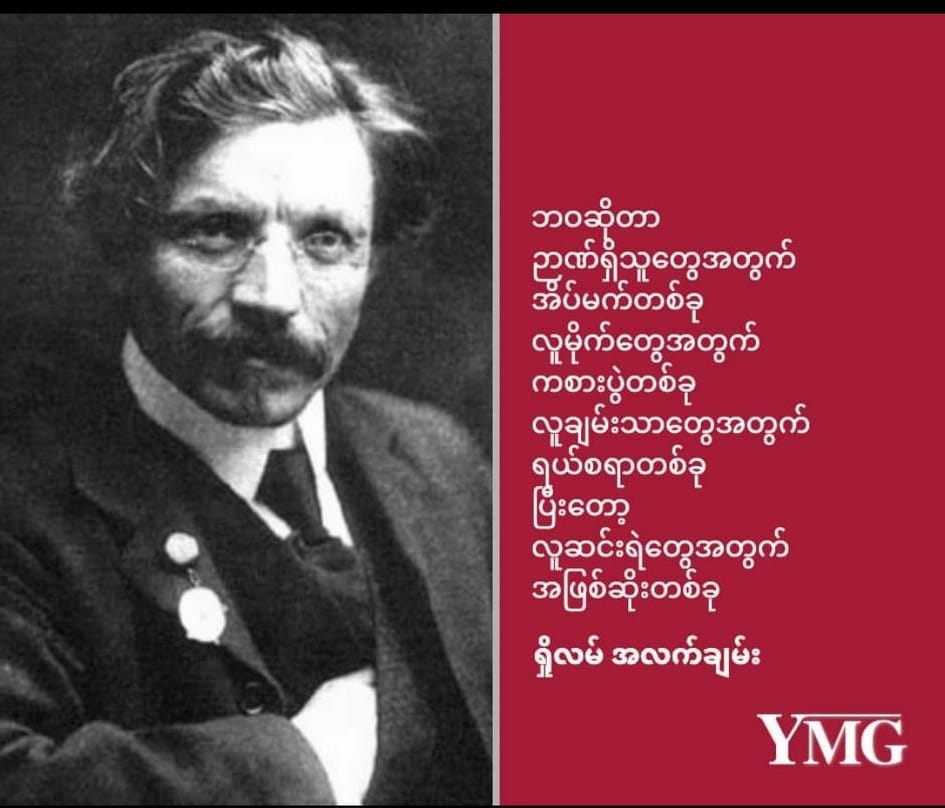 ဘဝဆိုတာ
ဉာဏ်ရှိသူတွေအတွက်
အိပ်မက်တစ်ခု
လူမိုက်တွေအတွက်
ကစားပွဲတစ်ခု
လူချမ်းသာတွေအတွက်
ရယ်စရာတစ်ခု
ပြီးတော့
လူဆင်းရဲတွေအတွက်
အဖြစ်ဆိုးတစ်ခု
ရှိုလမ် အလက်ချမ်း
YMG